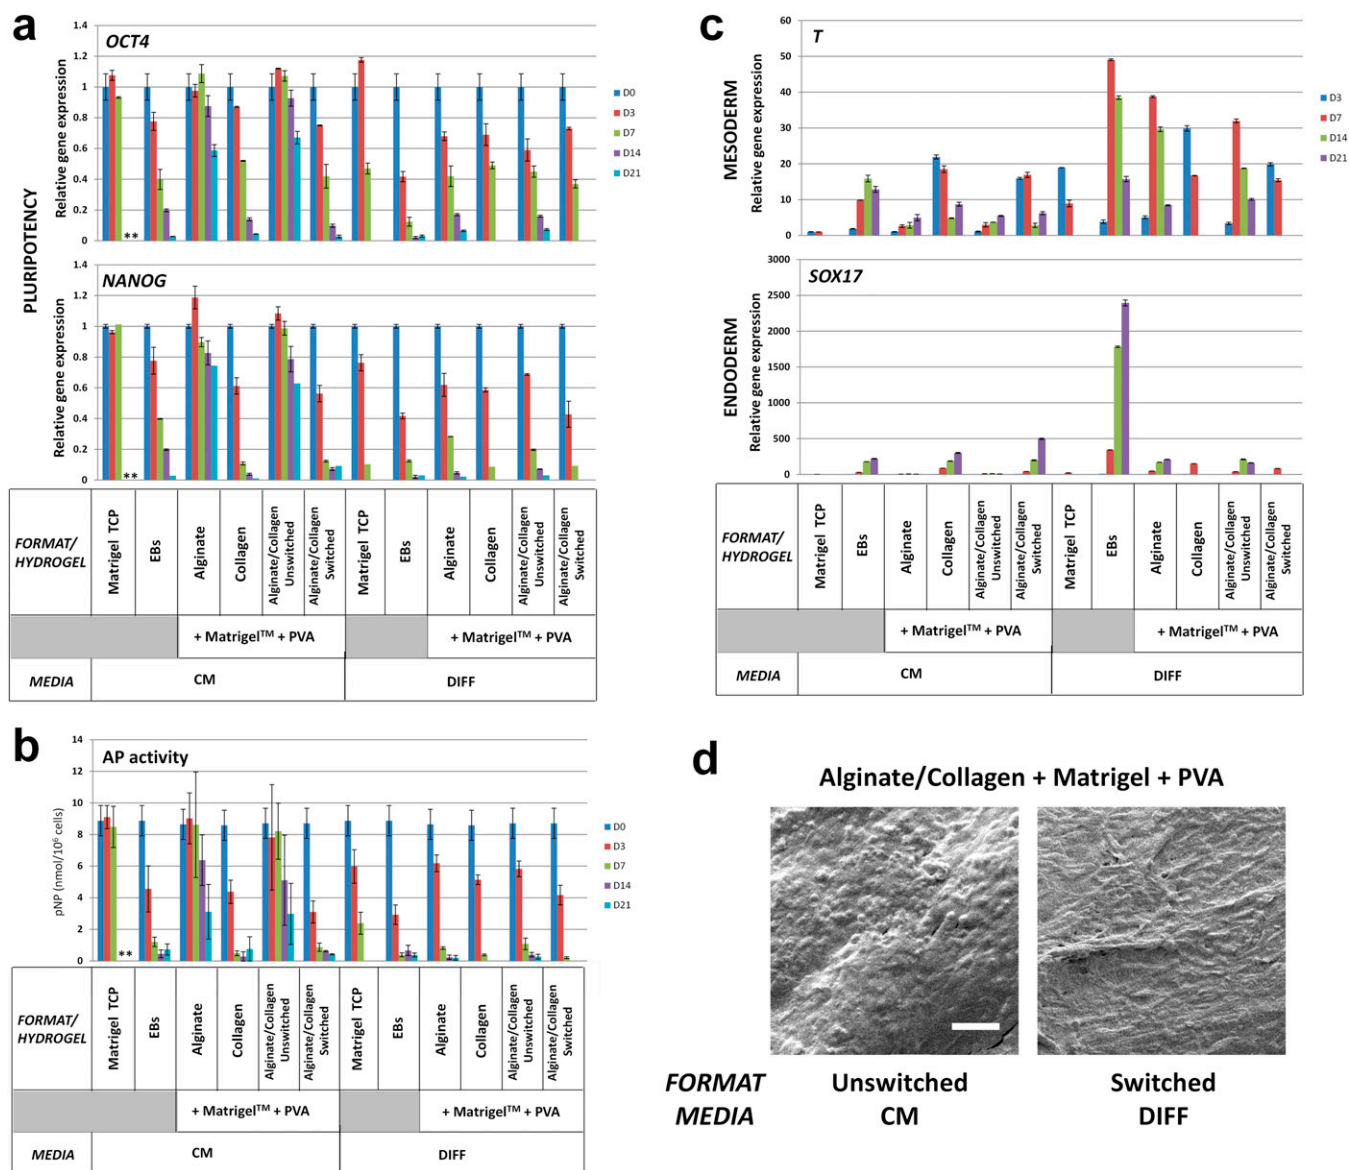 a
OCT4
PLURIPOTENCY
Relative gene expression
1.4
1.2
1
0.8
0.6
0.4
0.2
0
**
D0
D3
D7
D14
D21
NANOG
Relative gene expression
1.4
1.2
1
0.8
0.6
0.4
0.2
0
**
FORMAT/
HYDROGEL
Matrigel TCP
EBs
Alginate
Collagen
Alginate/Collagen
Unswitched
Alginate/Collagen
Switched
Matrigel TCP
EBs
Alginate
Collagen
Alginate/Collagen
Unswitched
Alginate/Collagen
Switched
+ Matrigel™ + PVA
+ Matrigel™ + PVA
MEDIA
CM
DIFF
b
AP activity
pNP (nmol/10⁶ cells)
14
12
10
8
6
4
2
0
**
D0
D3
D7
D14
D21
FORMAT/
HYDROGEL
Matrigel TCP
EBs
Alginate
Collagen
Alginate/Collagen
Unswitched
Alginate/Collagen
Switched
Matrigel TCP
EBs
Alginate
Collagen
Alginate/Collagen
Unswitched
Alginate/Collagen
Switched
+ Matrigel™ + PVA
+ Matrigel™ + PVA
MEDIA
CM
DIFF
c
T
MESODERM
Relative gene expression
60
50
40
30
20
10
0
D3
D7
D14
D21
SOX17
ENDODERM
Relative gene expression
3000
2500
2000
1500
1000
500
0
FORMAT/
HYDROGEL
Matrigel TCP
EBs
Alginate
Collagen
Alginate/Collagen
Unswitched
Alginate/Collagen
Switched
Matrigel TCP
EBs
Alginate
Collagen
Alginate/Collagen
Unswitched
Alginate/Collagen
Switched
+ Matrigel™ + PVA
+ Matrigel™ + PVA
MEDIA
CM
DIFF
d
Alginate/Collagen + Matrigel + PVA
FORMAT
Unswitched
Switched
MEDIA
CM
DIFF